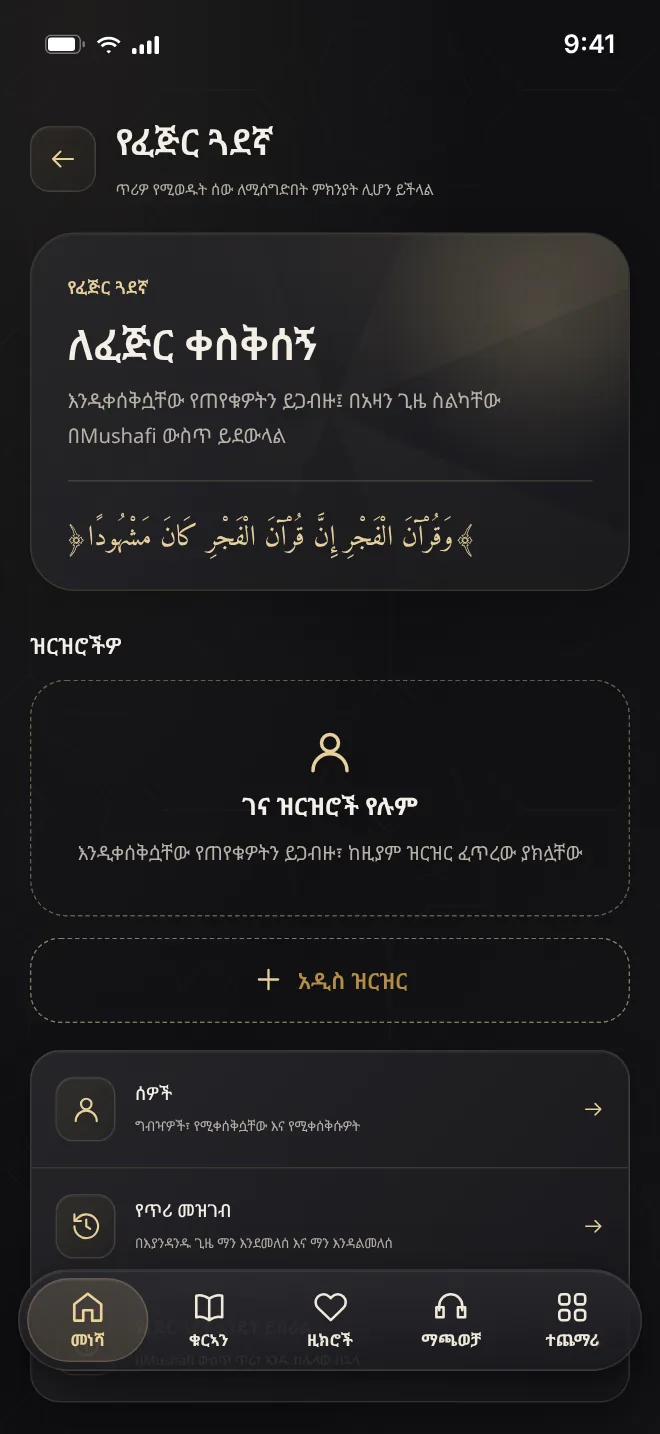 9:41
የፈጅር ጓደኛ
ጥሪዎ የሚወዱት ሰው ለሚሰግድበት ምክንያት ሊሆን ይችላል
የፈጅር ጓደኛ
ለፈጅር ቀስቅሰኝ
እንዲቀሰቅሷቸው የጠየቁዎትን ይጋብዙ፤ በአዛን ጊዜ ስልካቸው
በMushafi ውስጥ ይደውላል
﴿وَقُرْآنَ الْفَجْرِ إِنَّ قُرْآنَ الْفَجْرِ كَانَ مَشْهُودًا﴾
ዝርዝሮችዎ
ገና ዝርዝሮች የሉም
እንዲቀሰቅሷቸው የጠየቁዎትን ይጋብዙ፣ ከዚያም ዝርዝር ፈጥረው ያክሏቸው
አዲስ ዝርዝር
ሰዎች
ግብዣዎች፣ የሚቀሰቅሷቸው እና የሚቀሰቅሱዎት
የጥሪ መዝገብ
በእያንዳንዱ ጊዜ ማን እንደመለሰ እና ማን እንዳልመለሰ
መነሻ
ቁርኣን
ዚክሮች
ማጫወቻ
ተጨማሪ